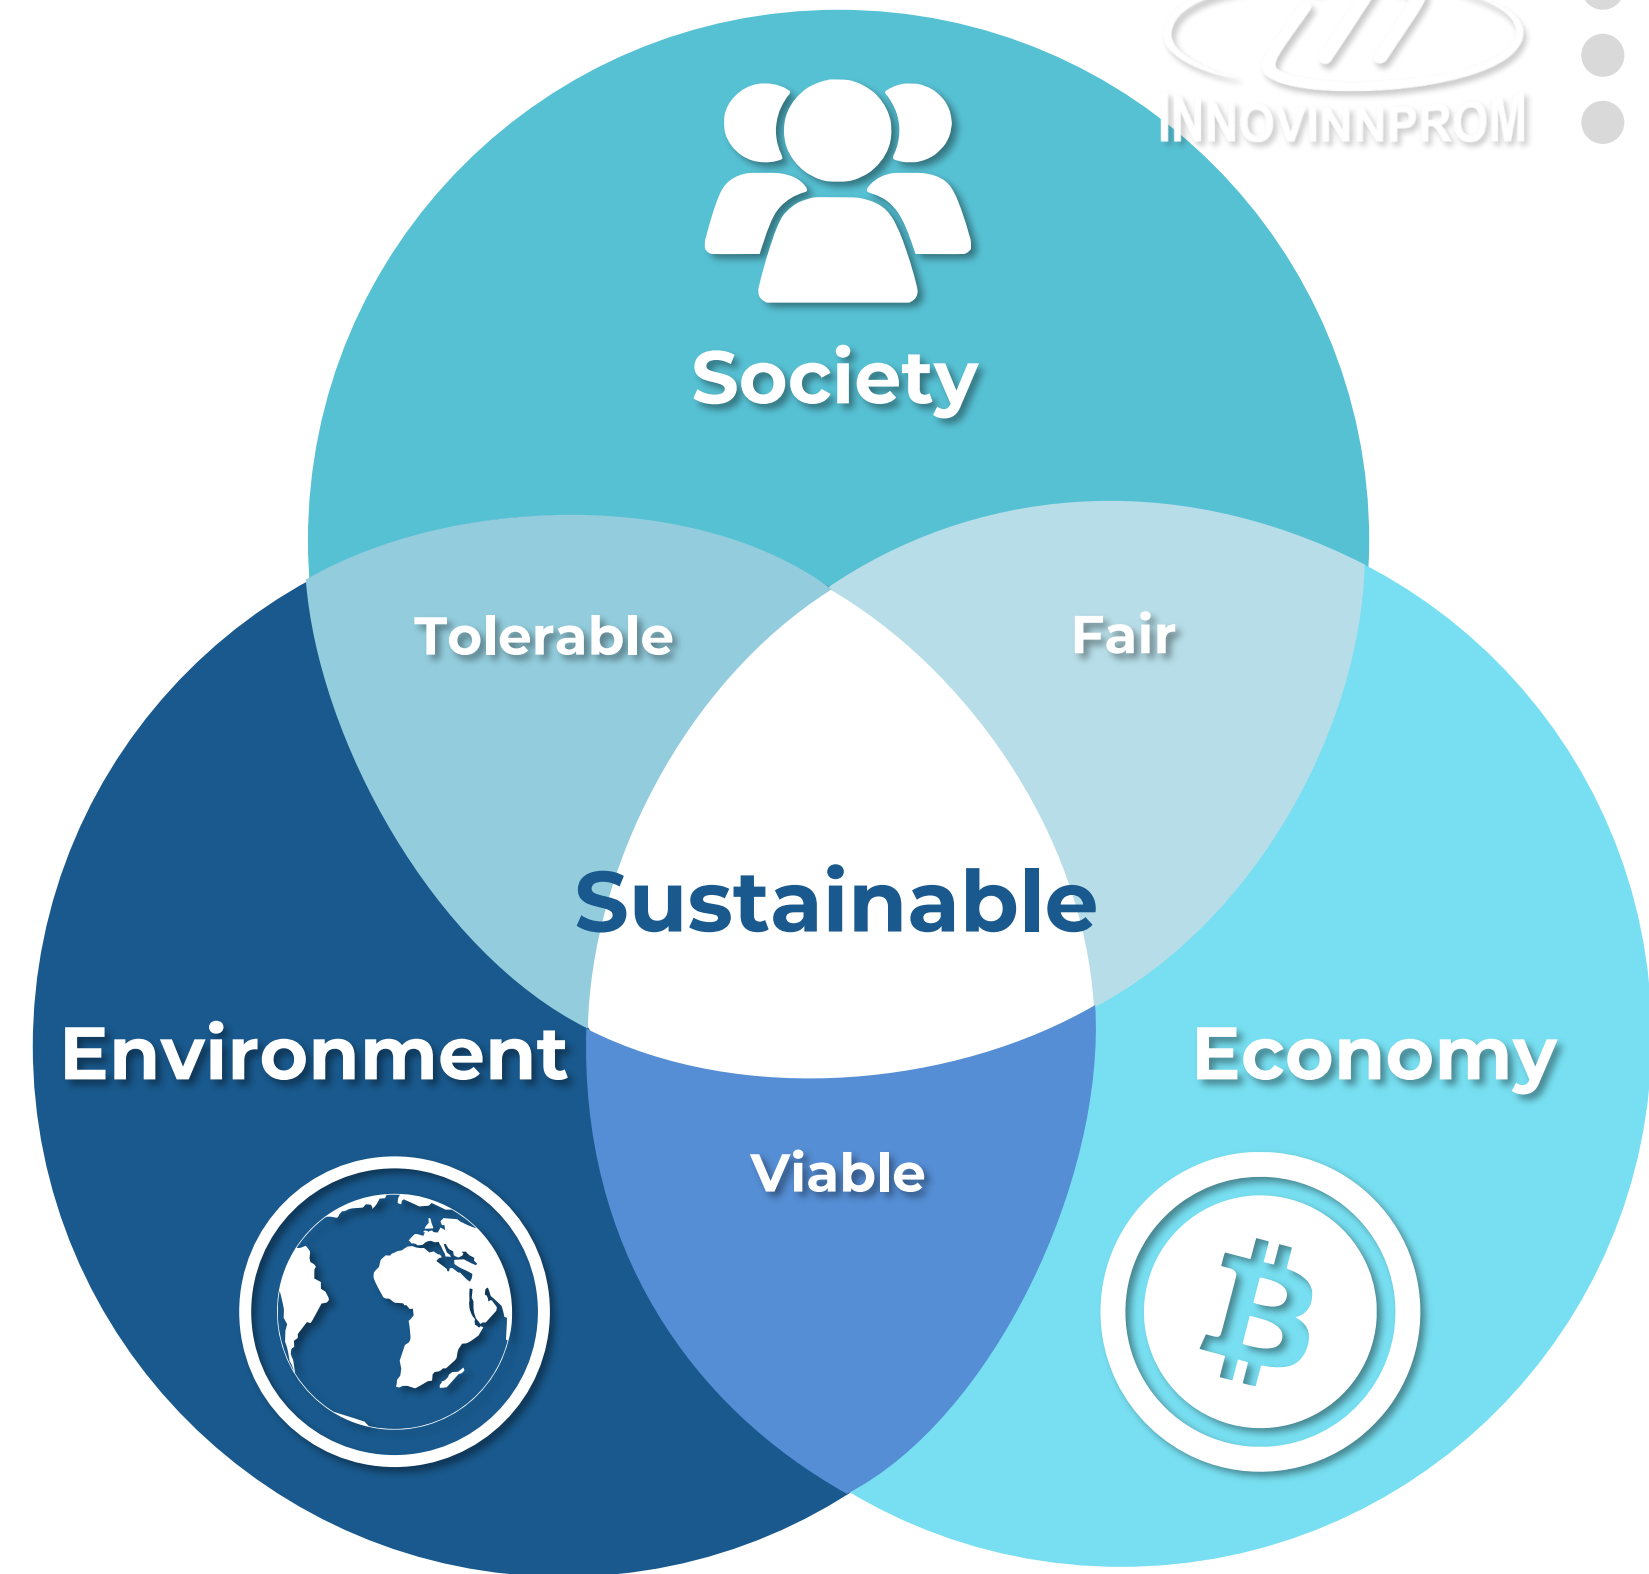 INNOVINNPROM
Society
Tolerable
Fair
Sustainable
Environment
Economy
Viable